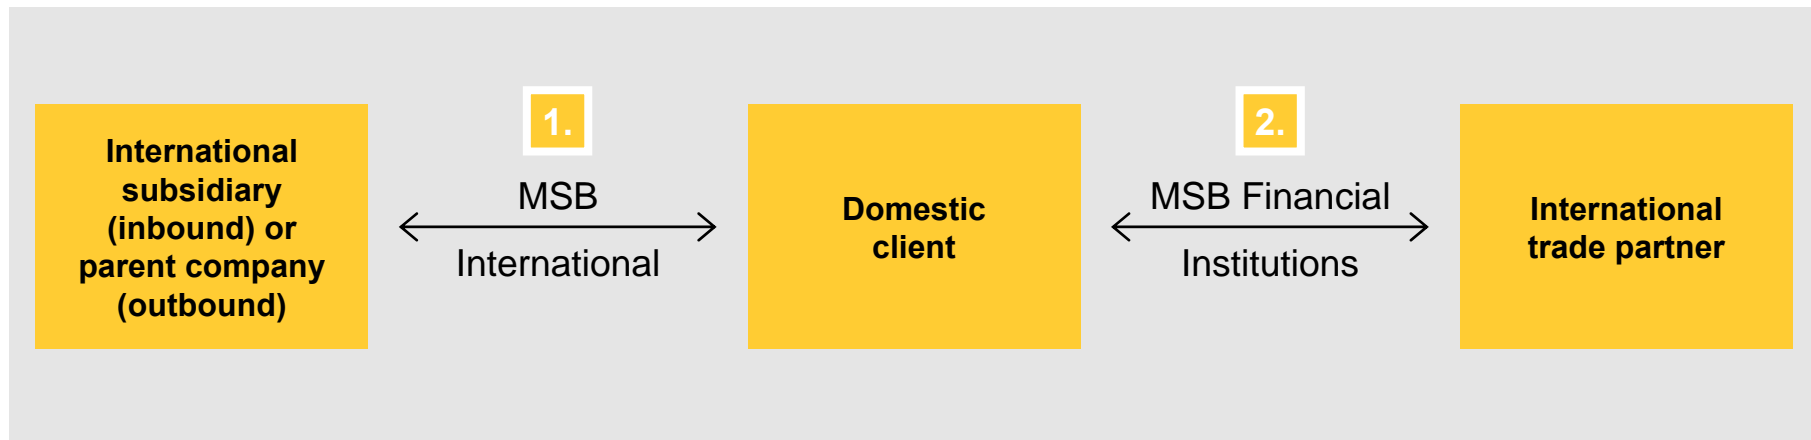 International
subsidiary
(inbound) or
parent company
(outbound)
1.
MSB
International
Domestic
client
2.
MSB Financial
Institutions
International
trade partner